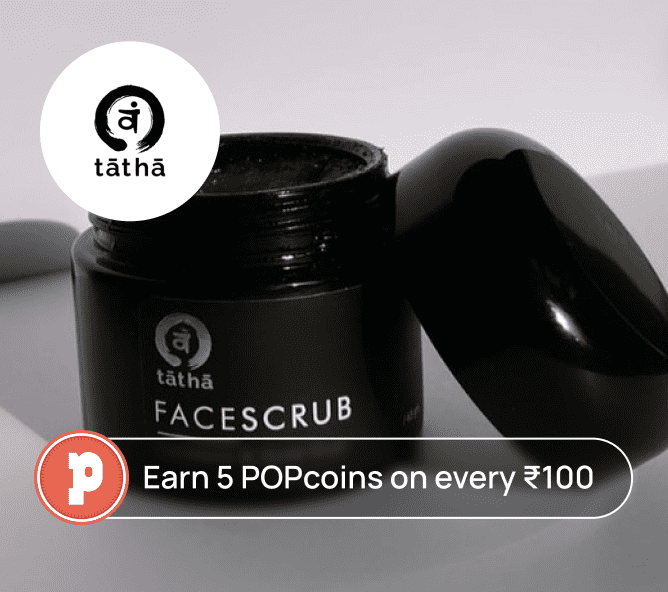 वं
tāthā
वं
tāthā
FACESCRUB
p
Earn 5 POPcoins on every ₹100